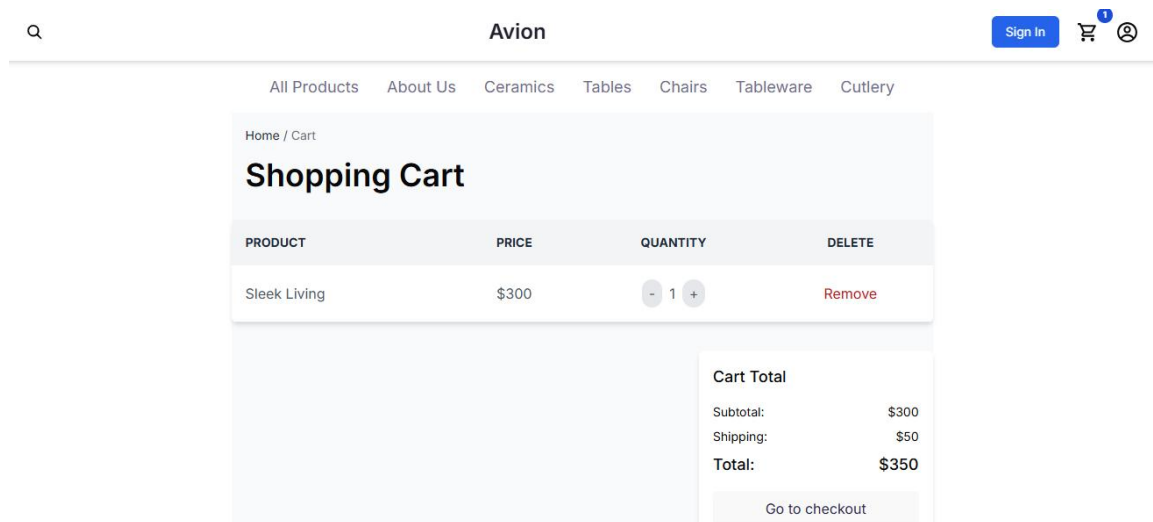 Avion
Sign In
1
All Products About Us Ceramics Tables Chairs Tableware Cutlery
Home / Cart
Shopping Cart
PRODUCT PRICE QUANTITY DELETE
Sleek Living $300 - 1 + Remove
Cart Total
Subtotal: $300
Shipping: $50
Total: $350
Go to checkout